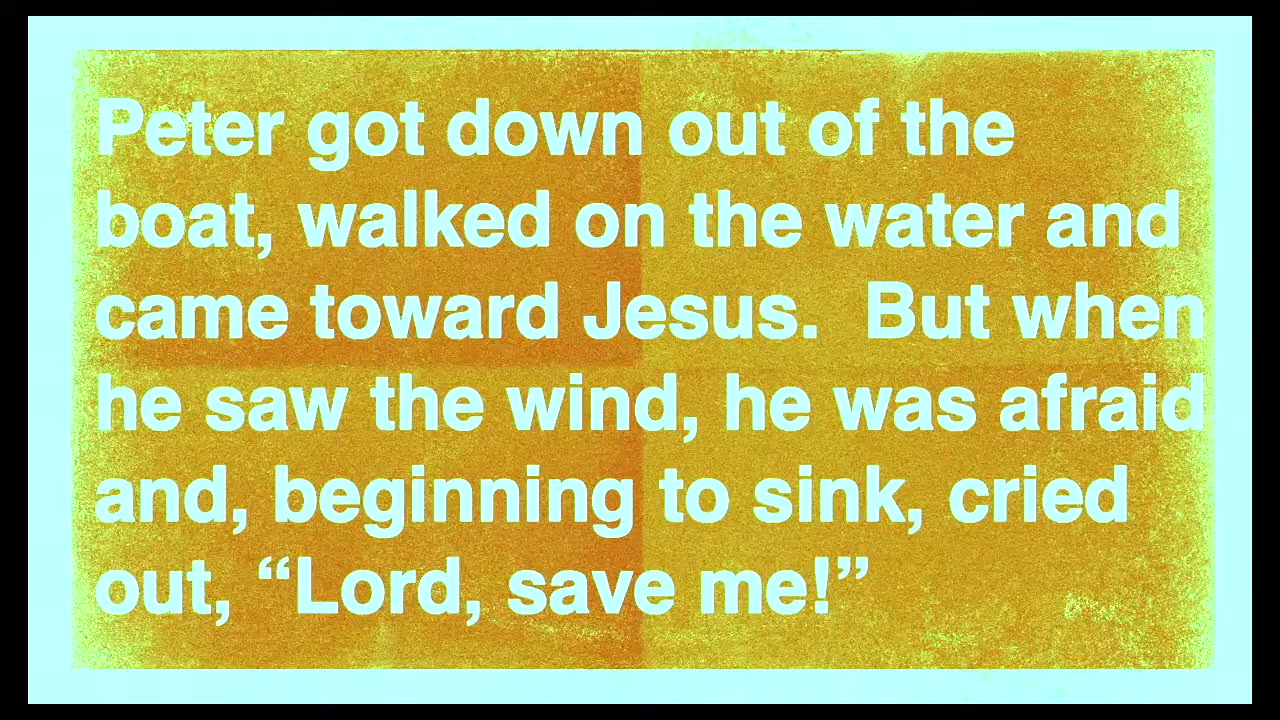 Peter got down out of the
boat, walked on the water and
came toward Jesus.  But when
he saw the wind, he was afraid
and, beginning to sink, cried
out, “Lord, save me!”